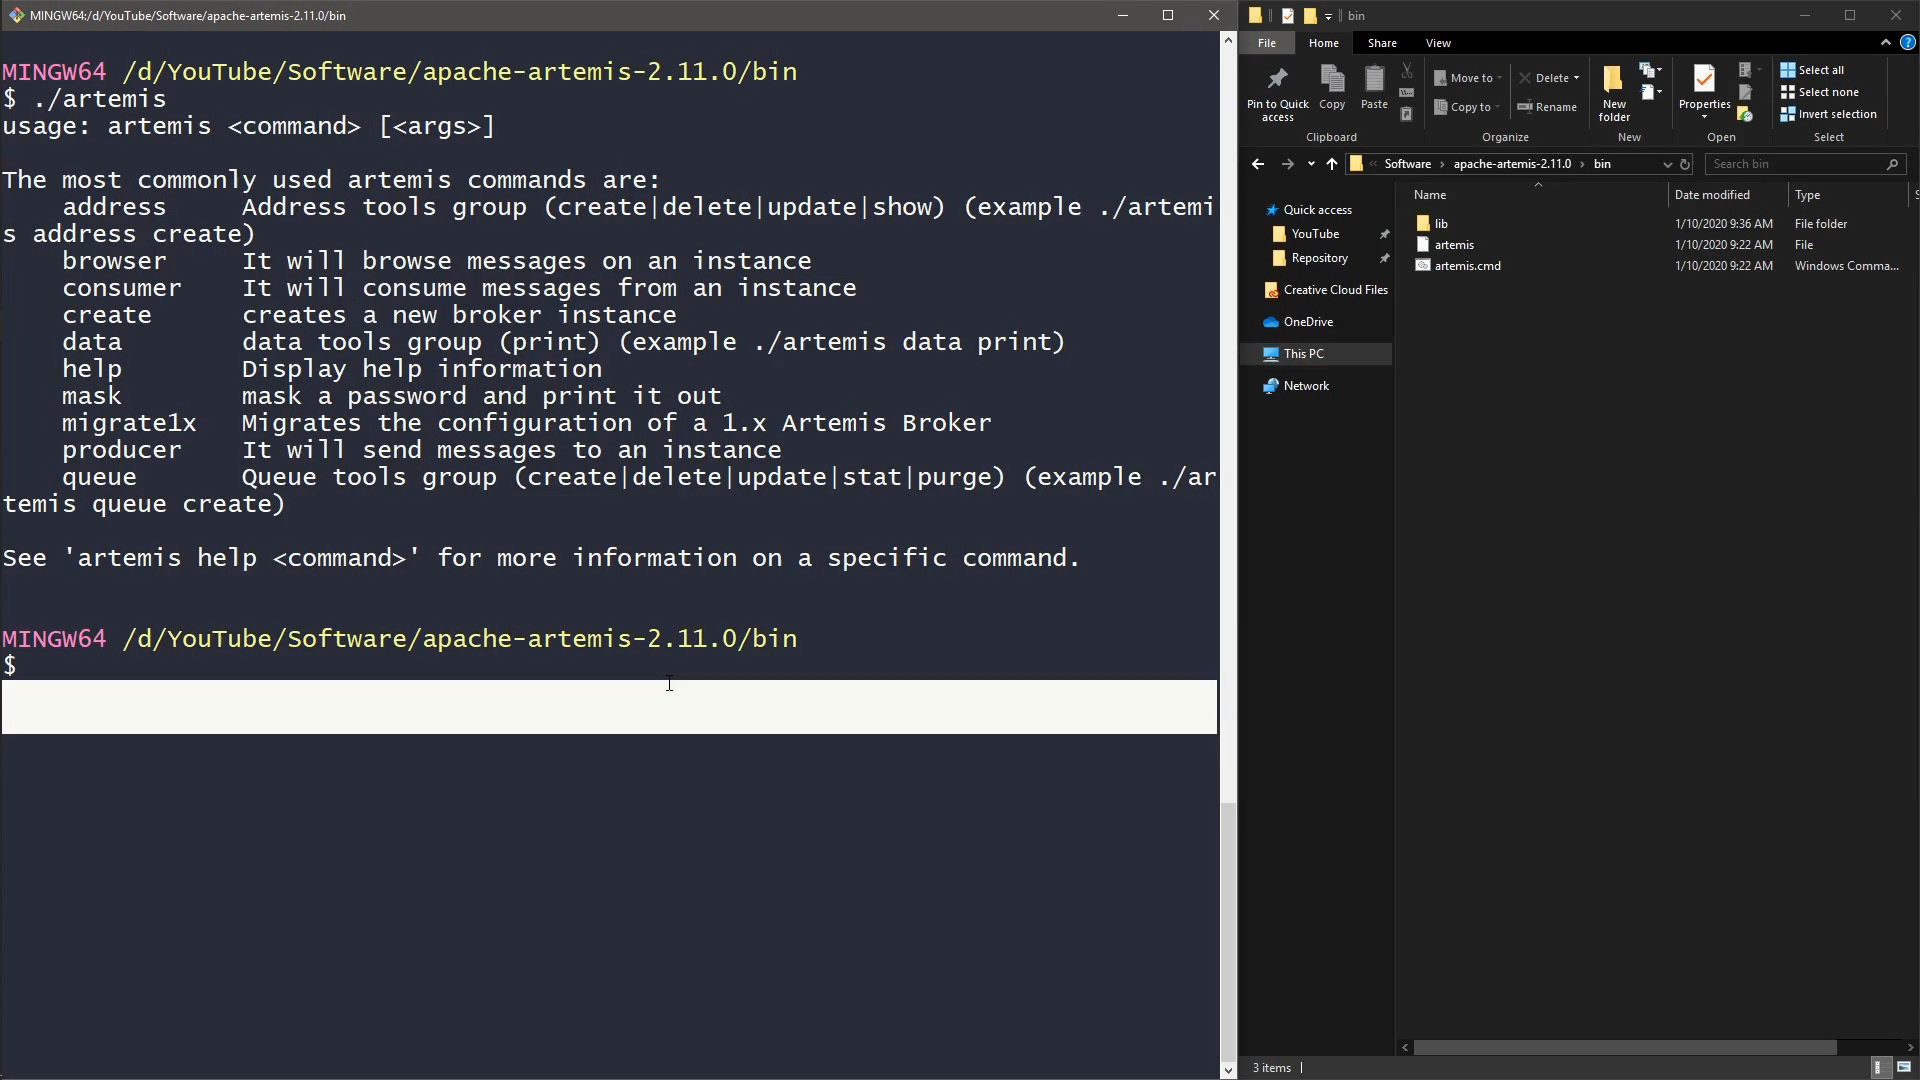 MINGW64:/d/YouTube/Software/apache-artemis-2.11.0/bin
MINGW64 /d/YouTube/Software/apache-artemis-2.11.0/bin
$ ./artemis
usage: artemis <command> [<args>]
The most commonly used artemis commands are:
address Address tools group (create|delete|update|show) (example ./artemi
s address create)
browser It will browse messages on an instance
consumer It will consume messages from an instance
create creates a new broker instance
data data tools group (print) (example ./artemis data print)
help Display help information
mask mask a password and print it out
migrate1x Migrates the configuration of a 1.x Artemis Broker
producer It will send messages to an instance
queue Queue tools group (create|delete|update|stat|purge) (example ./ar
temis queue create)
See 'artemis help <command>' for more information on a specific command.
MINGW64 /d/YouTube/Software/apache-artemis-2.11.0/bin
$
bin
File Home Share View
Pin to Quick access
Copy
Paste
Move to
Copy to
Delete
Rename
New folder
Properties
Select all
Select none
Invert selection
Clipboard Organize New Open Select
« Software › apache-artemis-2.11.0 › bin
Search bin
Name Date modified Type S
Quick access
YouTube
Repository
Creative Cloud Files
OneDrive
This PC
Network
lib 1/10/2020 9:36 AM File folder
artemis 1/10/2020 9:22 AM File
artemis.cmd 1/10/2020 9:22 AM Windows Comma...
3 items